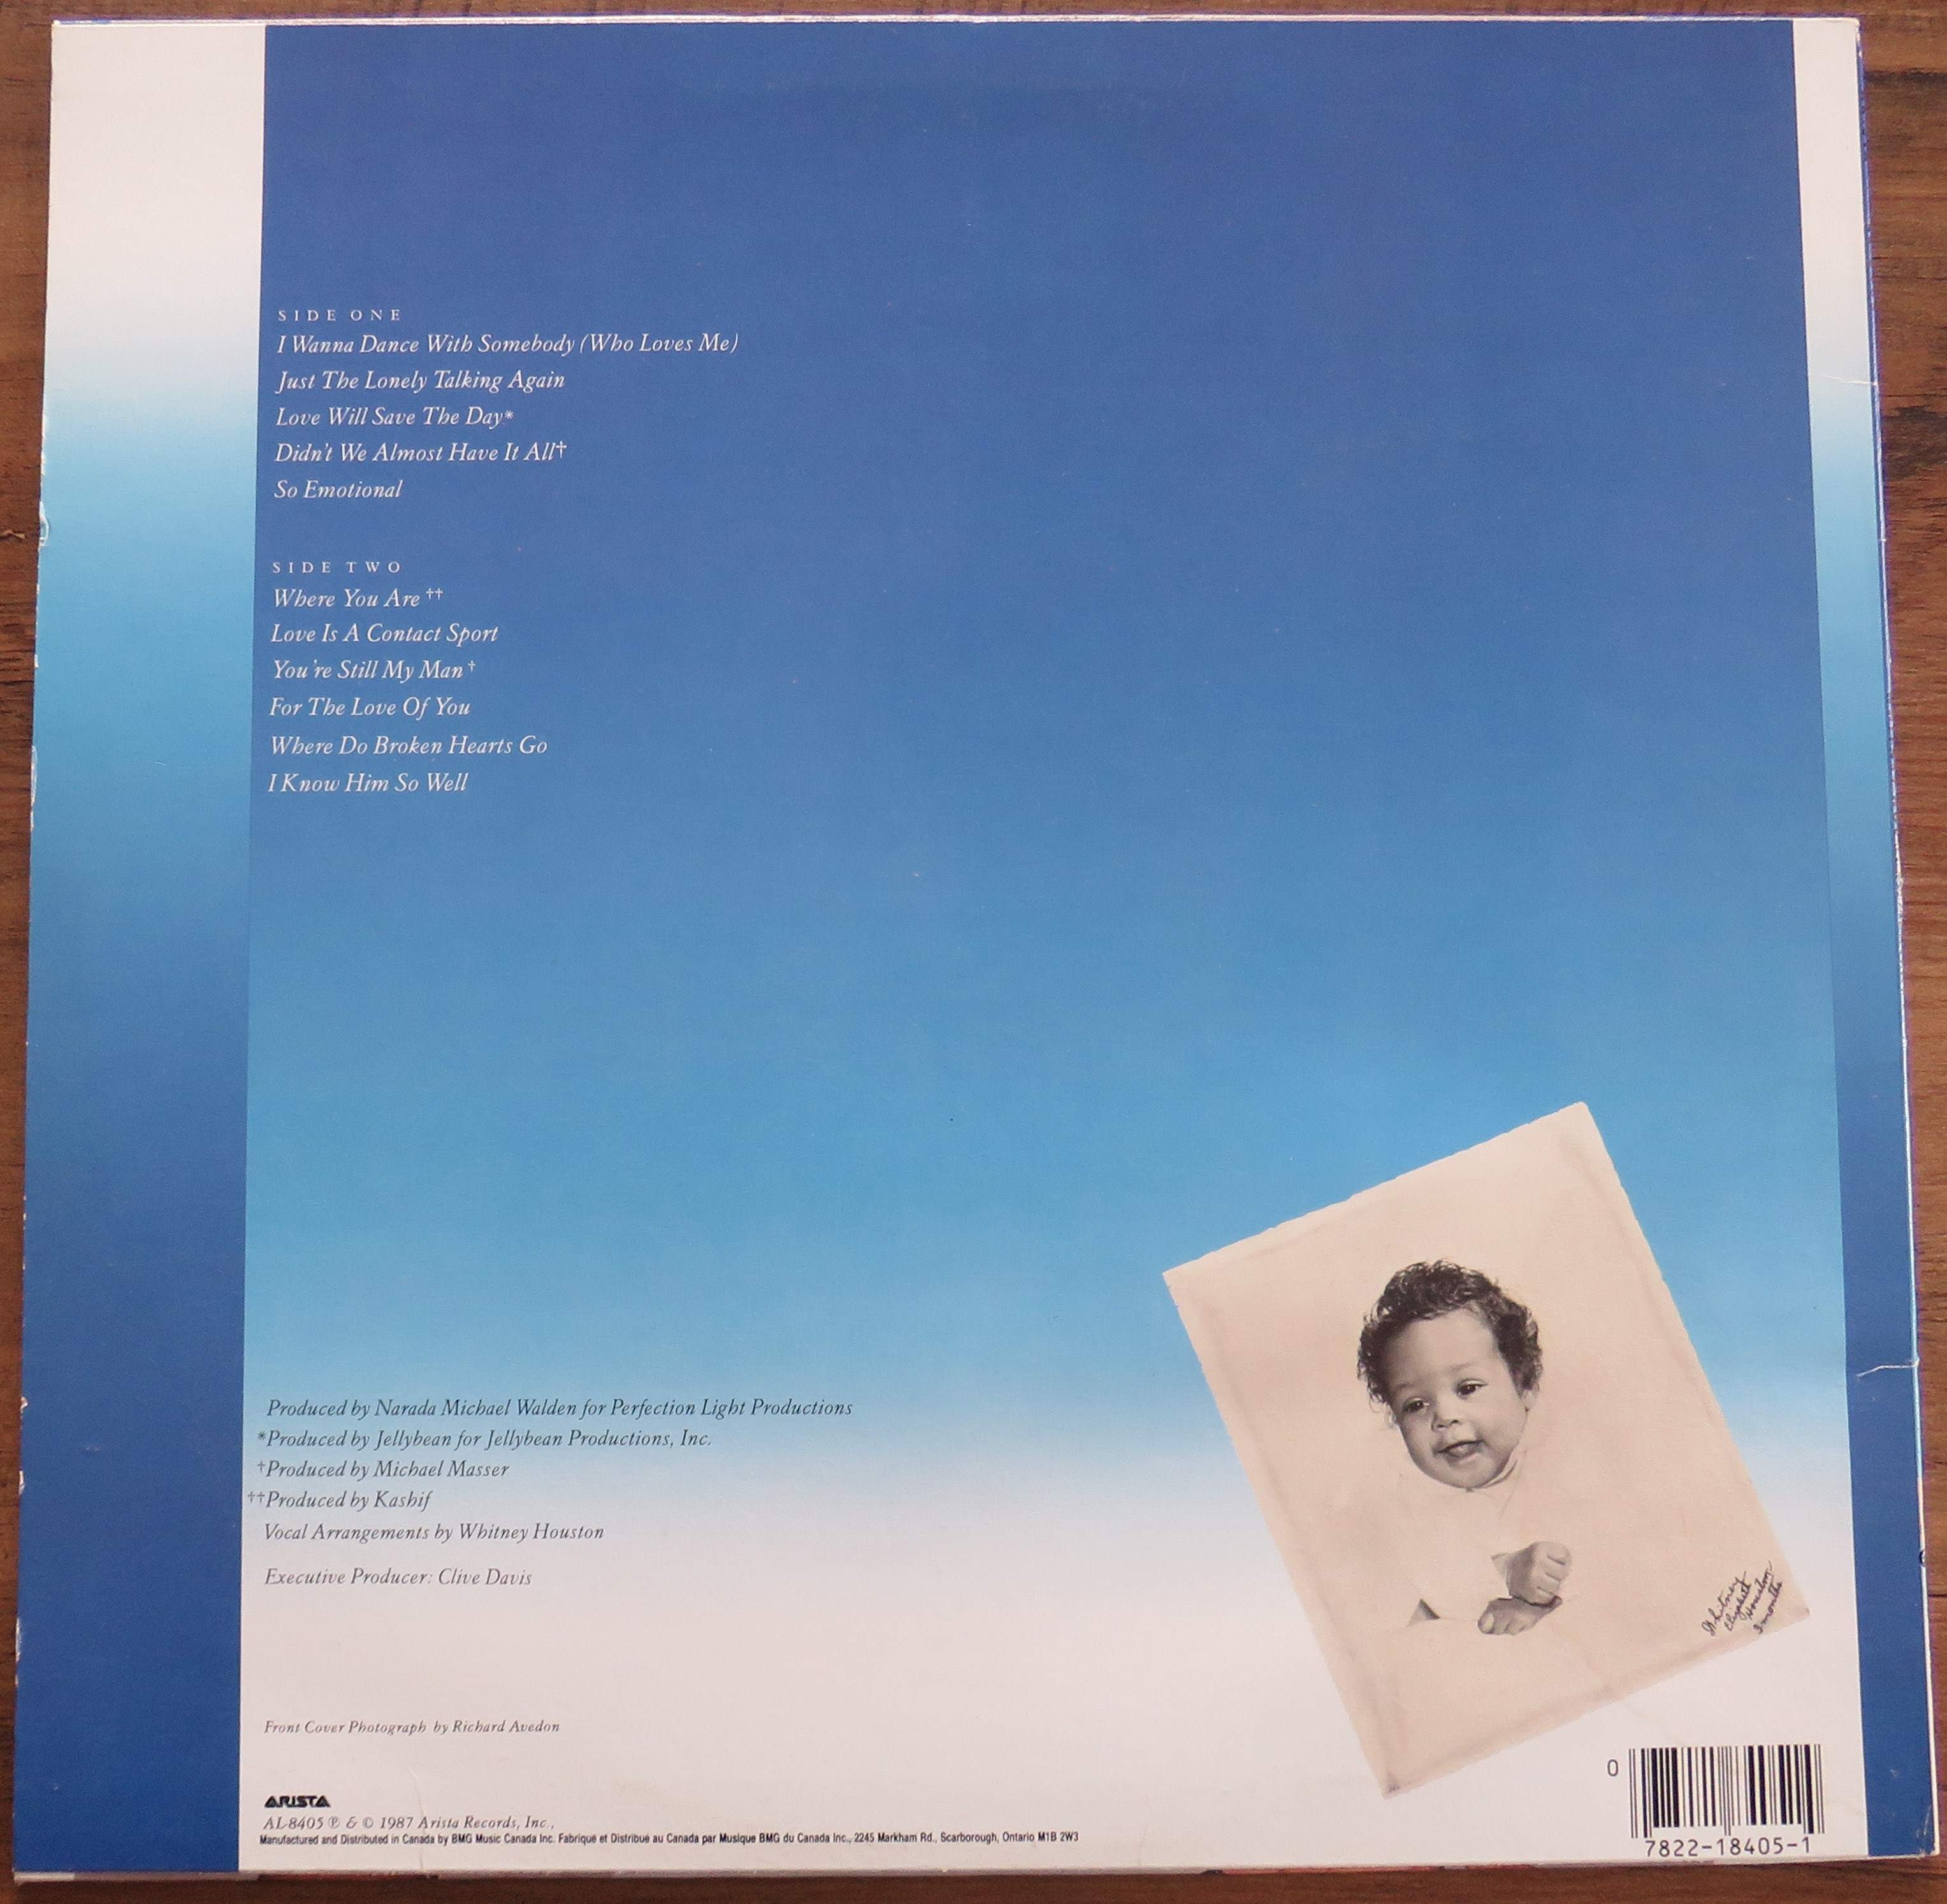 SIDE ONE
I Wanna Dance With Somebody (Who Loves Me)
Just The Lonely Talking Again
Love Will Save The Day*
Didn't We Almost Have It All†
So Emotional
SIDE TWO
Where You Are ††
Love Is A Contact Sport
You're Still My Man †
For The Love Of You
Where Do Broken Hearts Go
I Know Him So Well
Produced by Narada Michael Walden for Perfection Light Productions
*Produced by Jellybean for Jellybean Productions, Inc.
†Produced by Michael Masser
††Produced by Kashif
Vocal Arrangements by Whitney Houston
Executive Producer: Clive Davis
Whitney
Elizabeth
Houston
3 months
Front Cover Photograph by Richard Avedon
ARISTA
AL-8405 ℗ & © 1987 Arista Records, Inc.,
Manufactured and Distributed in Canada by BMG Music Canada Inc. Fabriqué et Distribué au Canada par Musique BMG du Canada Inc., 2245 Markham Rd., Scarborough, Ontario M1B 2W3
0
7822-18405-1